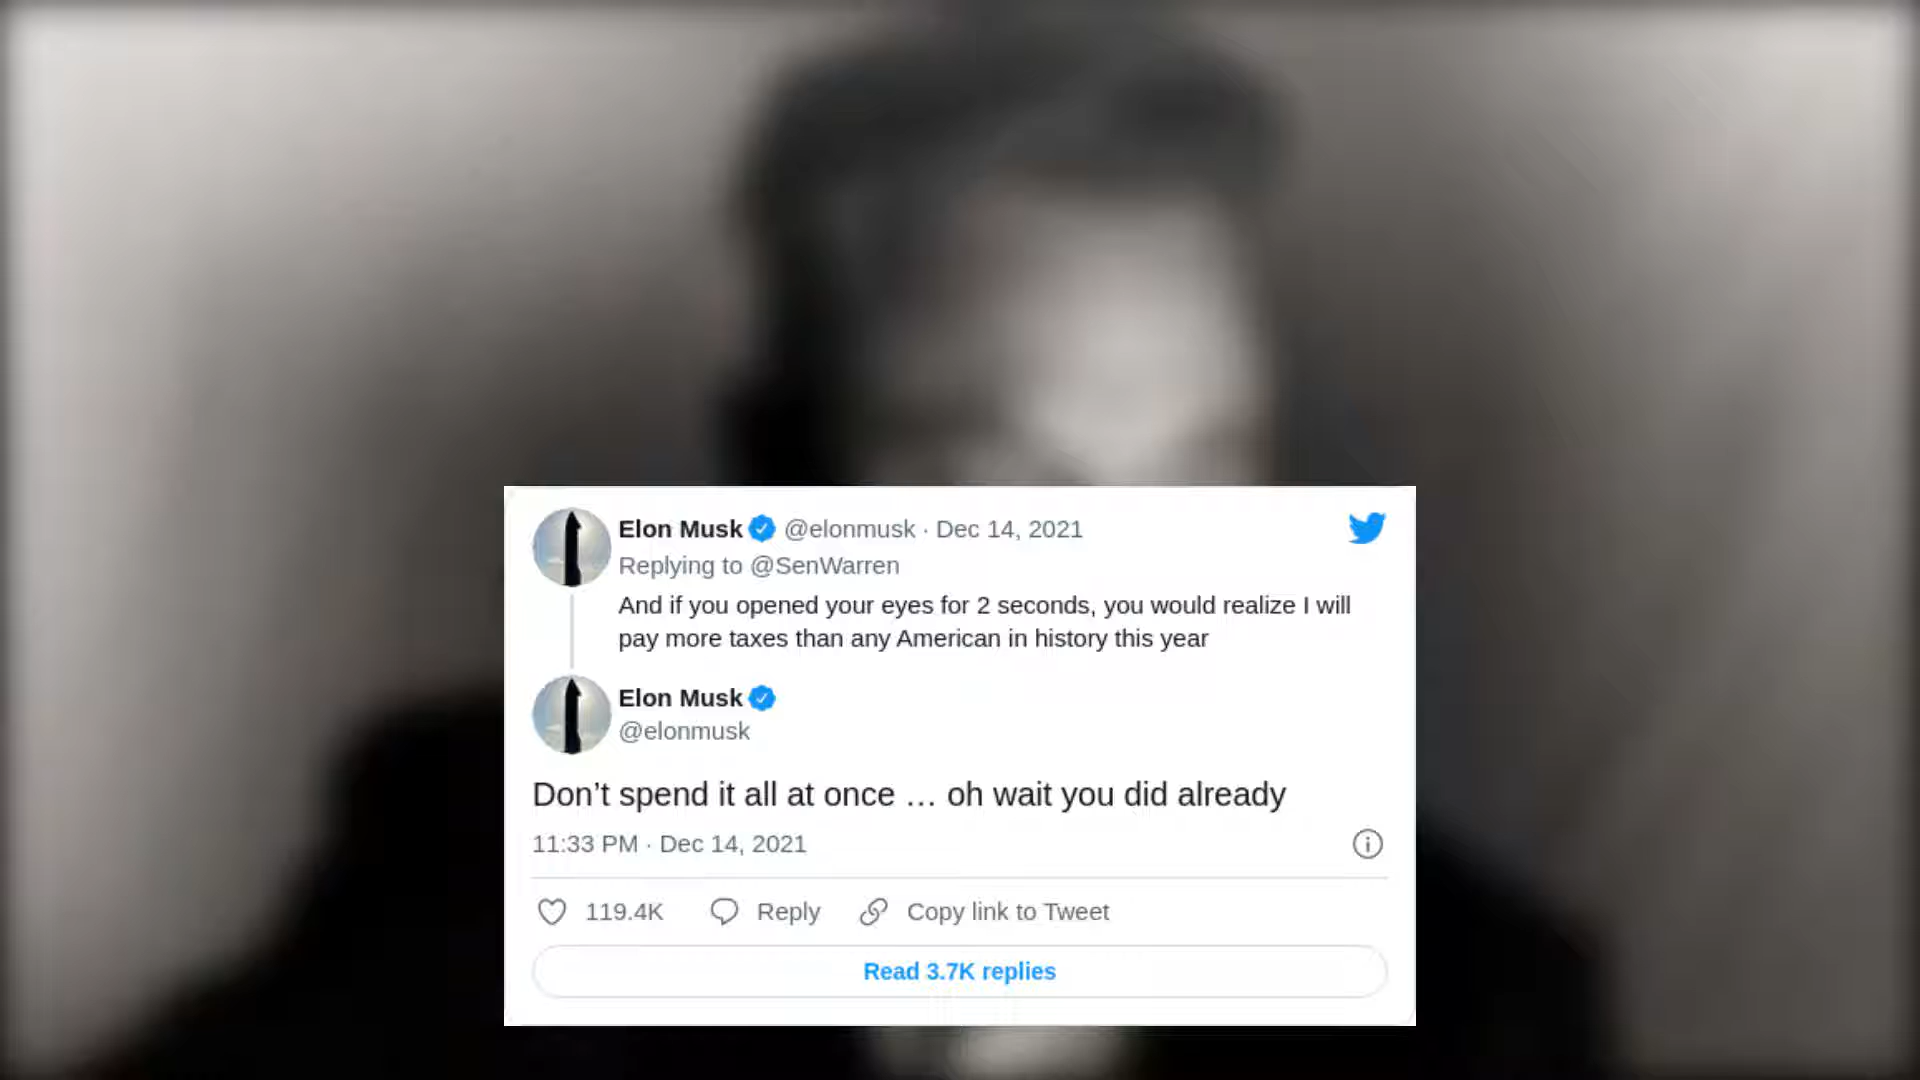 Elon Musk @elonmusk · Dec 14, 2021
Replying to @SenWarren
And if you opened your eyes for 2 seconds, you would realize I will
pay more taxes than any American in history this year
Elon Musk
@elonmusk
Don’t spend it all at once … oh wait you did already
11:33 PM · Dec 14, 2021
119.4K Reply Copy link to Tweet
Read 3.7K replies